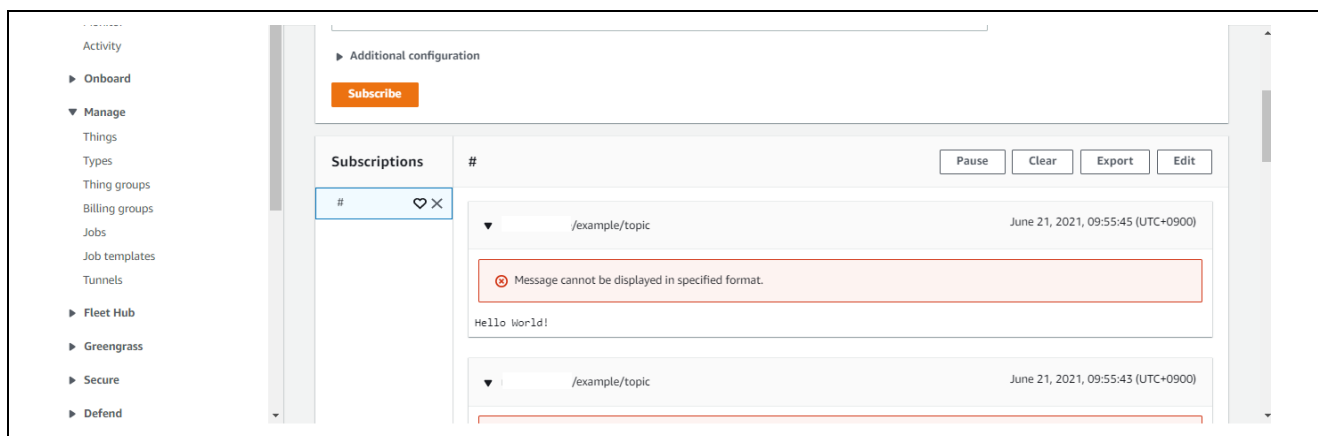 Activity
Onboard
Manage
Things
Types
Thing groups
Billing groups
Jobs
Job templates
Tunnels
Fleet Hub
Greengrass
Secure
Defend
Additional configuration
Subscribe
Subscriptions
#
Pause
Clear
Export
Edit
#
/example/topic
June 21, 2021, 09:55:45 (UTC+0900)
Message cannot be displayed in specified format.
Hello World!
/example/topic
June 21, 2021, 09:55:43 (UTC+0900)